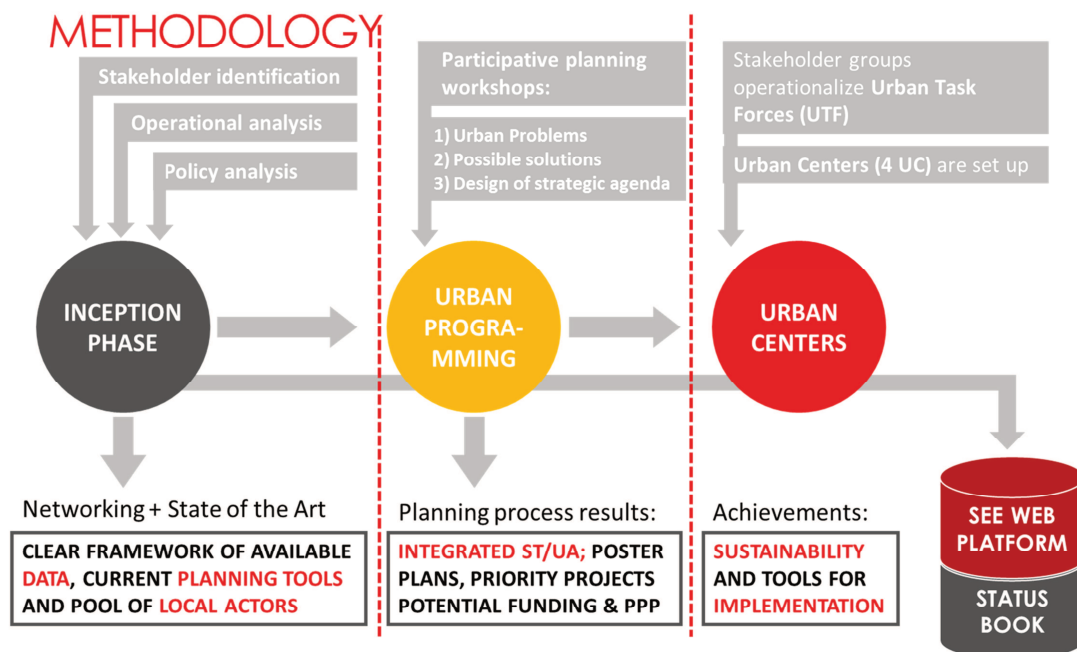 METHODOLOGY
Stakeholder identification
Operational analysis
Policy analysis
INCEPTION
PHASE
Networking + State of the Art
CLEAR FRAMEWORK OF AVAILABLE
DATA, CURRENT PLANNING TOOLS
AND POOL OF LOCAL ACTORS
Participative planning
workshops:
1) Urban Problems
2) Possible solutions
3) Design of strategic agenda
URBAN
PROGRA-
MMING
Planning process results:
INTEGRATED ST/UA; POSTER
PLANS, PRIORITY PROJECTS
POTENTIAL FUNDING & PPP
Stakeholder groups
operationalize Urban Task
Forces (UTF)
Urban Centers (4 UC) are set up
URBAN
CENTERS
Achievements:
SUSTAINABILITY
AND TOOLS FOR
IMPLEMENTATION
SEE WEB
PLATFORM
STATUS
BOOK